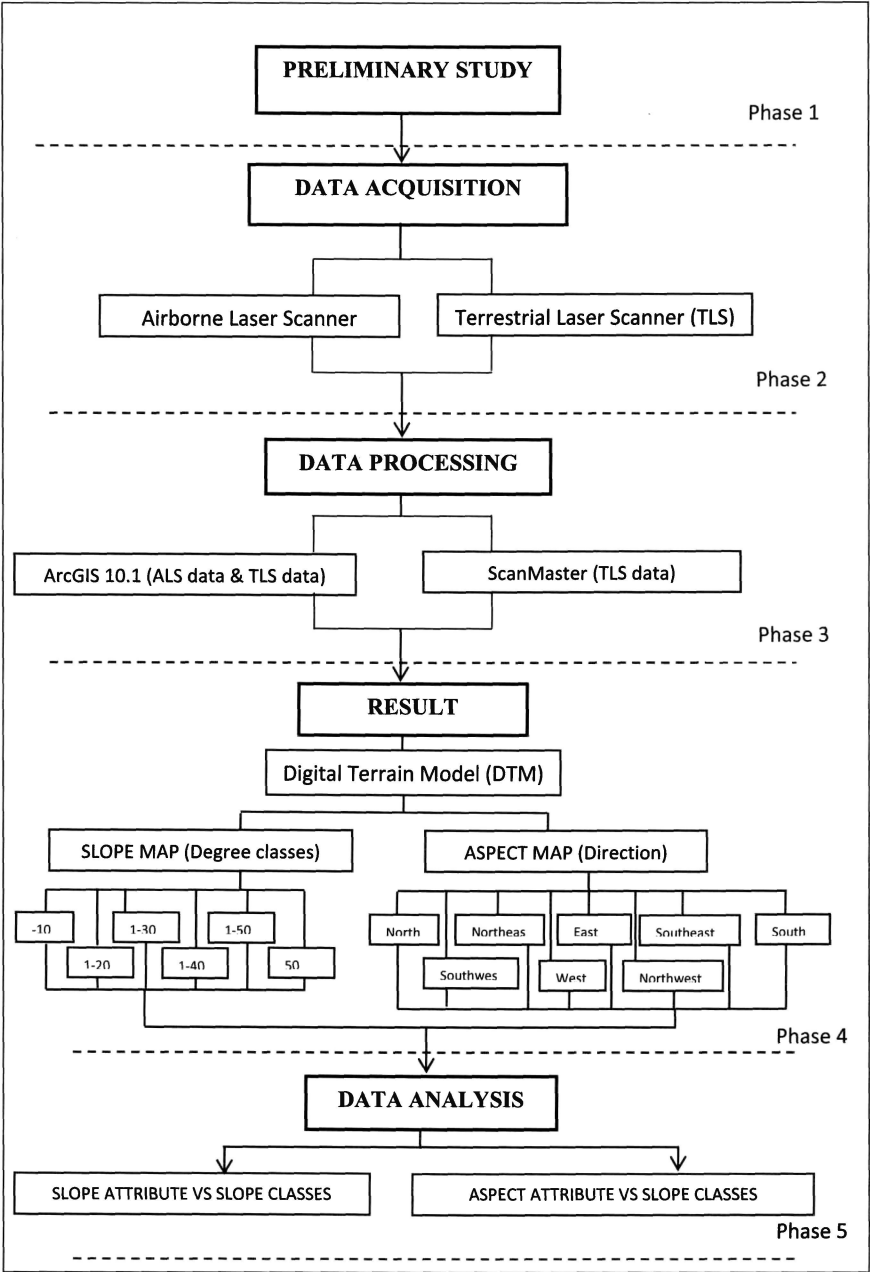 PRELIMINARY STUDY
Phase 1
DATA ACQUISITION
Airborne Laser Scanner
Terrestrial Laser Scanner (TLS)
Phase 2
DATA PROCESSING
ArcGIS 10.1 (ALS data & TLS data)
ScanMaster (TLS data)
Phase 3
RESULT
Digital Terrain Model (DTM)
SLOPE MAP (Degree classes)
ASPECT MAP (Direction)
-10
1-30
1-50
1-20
1-40
50
North
Northeas
East
Southeast
South
Southwes
West
Northwest
Phase 4
DATA ANALYSIS
SLOPE ATTRIBUTE VS SLOPE CLASSES
ASPECT ATTRIBUTE VS SLOPE CLASSES
Phase 5